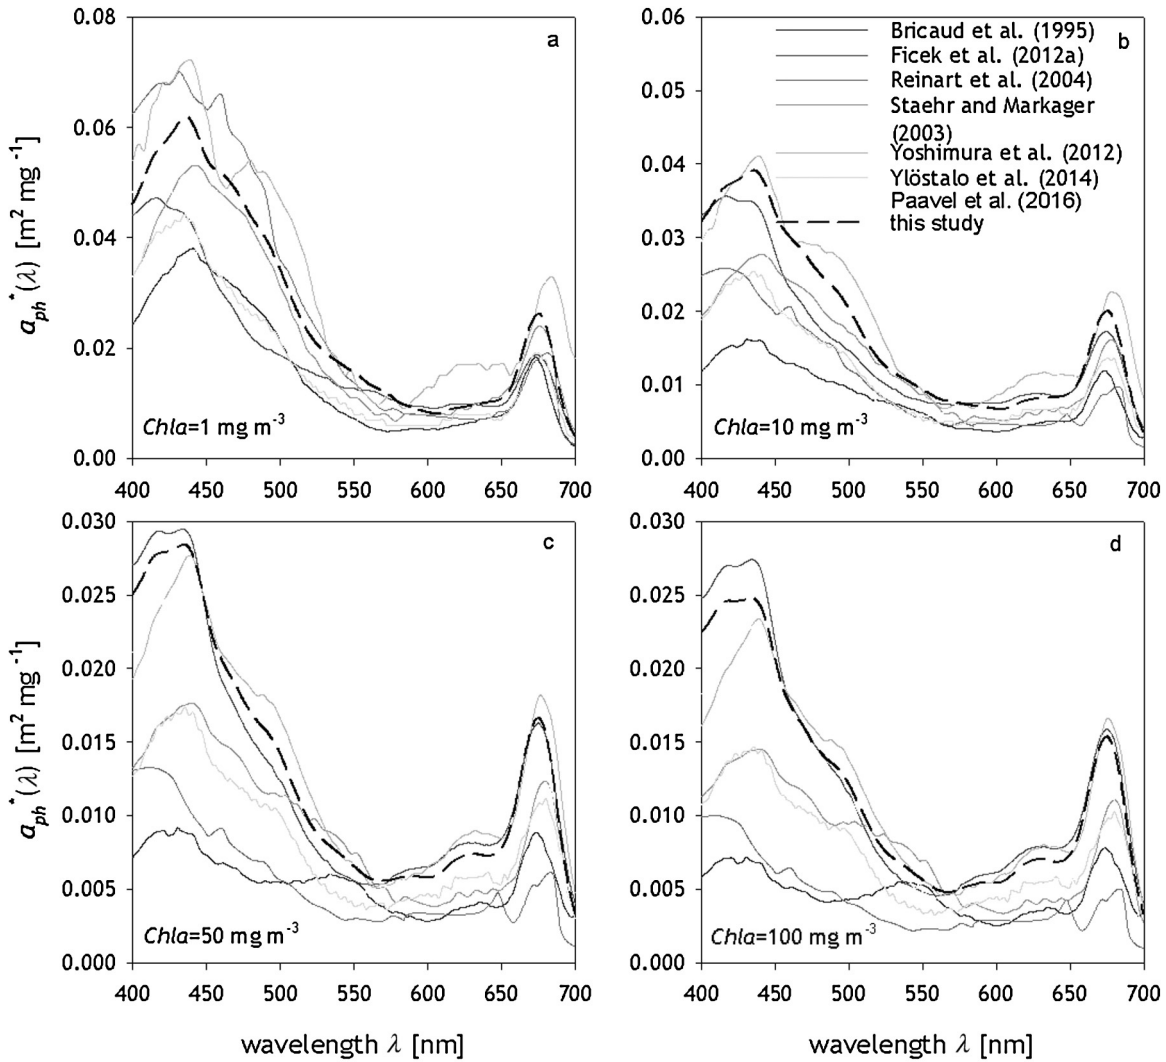 0.08
0.06
0.04
0.02
0.00
a
a_ph*(λ) [m² mg⁻¹]
Chla=1 mg m⁻³
400 450 500 550 600 650 700
0.06
0.05
0.04
0.03
0.02
0.01
0.00
b
Bricaud et al. (1995)
Ficek et al. (2012a)
Reinart et al. (2004)
Staehr and Markager
(2003)
Yoshimura et al. (2012)
Ylöstalo et al. (2014)
Paavel et al. (2016)
this study
Chla=10 mg m⁻³
400 450 500 550 600 650 700
0.030
0.025
0.020
0.015
0.010
0.005
0.000
c
a_ph*(λ) [m² mg⁻¹]
Chla=50 mg m⁻³
400 450 500 550 600 650 700
wavelength λ [nm]
0.030
0.025
0.020
0.015
0.010
0.005
0.000
d
Chla=100 mg m⁻³
400 450 500 550 600 650 700
wavelength λ [nm]